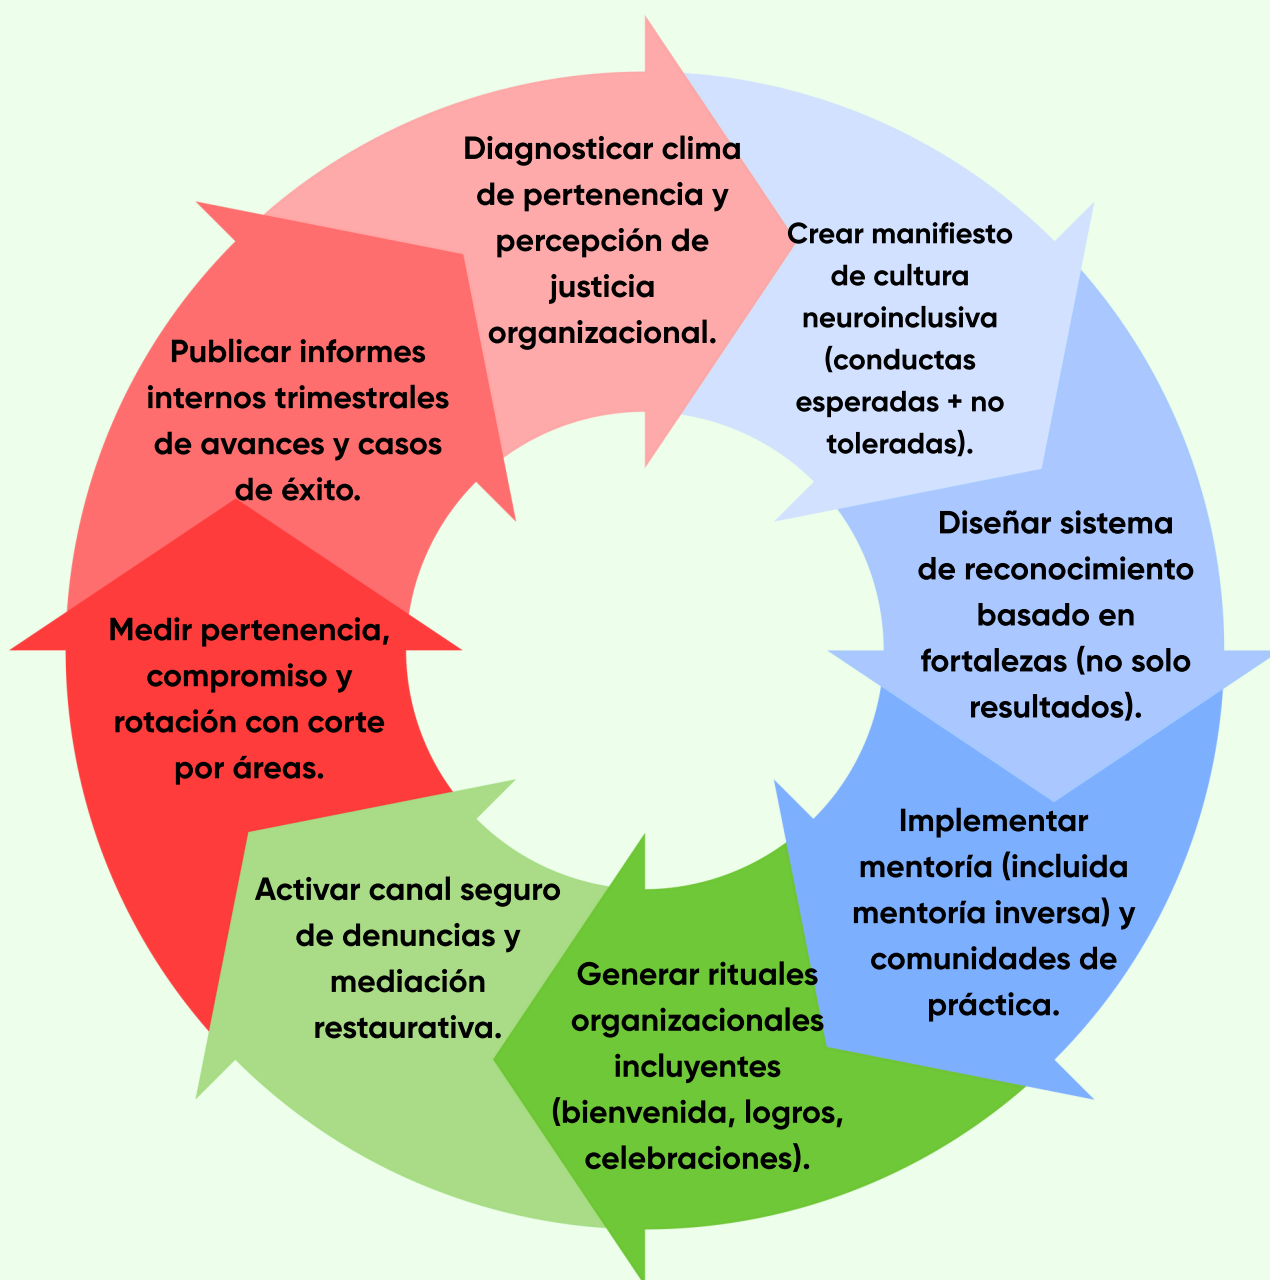 Diagnosticar clima
de pertenencia y
percepción de
justicia
organizacional.
Crear manifiesto
de cultura
neuroinclusiva
(conductas
esperadas + no
toleradas).
Diseñar sistema
de reconocimiento
basado en
fortalezas (no solo
resultados).
Implementar
mentoría (incluida
mentoría inversa) y
comunidades de
práctica.
Generar rituales
organizacionales
incluyentes
(bienvenida, logros,
celebraciones).
Activar canal seguro
de denuncias y
mediación
restaurativa.
Medir pertenencia,
compromiso y
rotación con corte
por áreas.
Publicar informes
internos trimestrales
de avances y casos
de éxito.